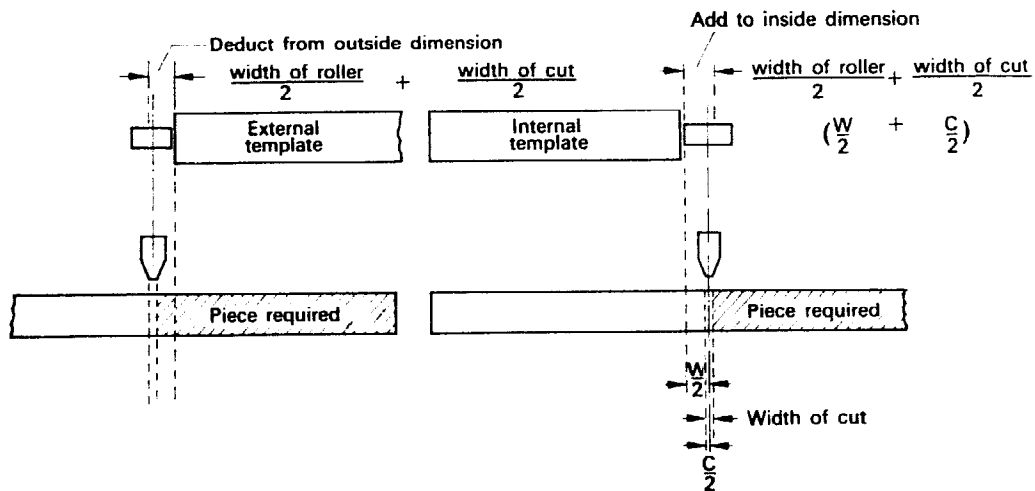 Add to inside dimension
Deduct from outside dimension
width of roller/2 + width of cut/2
width of roller/2 + width of cut/2
External template
Internal template
(W/2 + C/2)
Piece required
Piece required
W/2
Width of cut
C/2